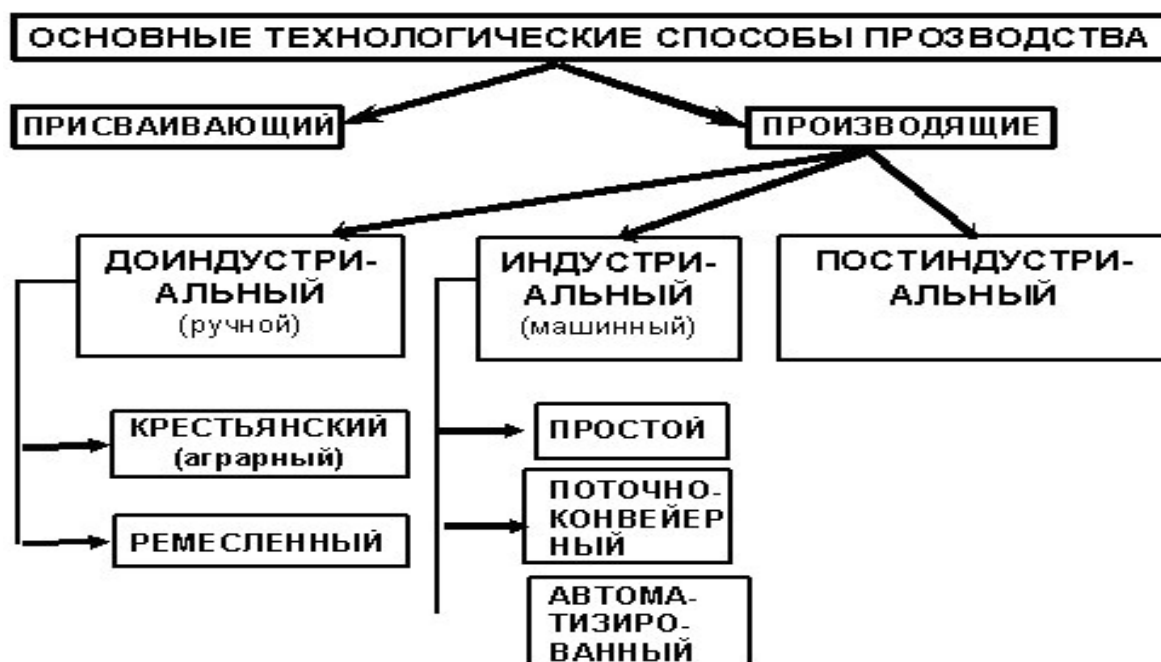 ОСНОВНЫЕ ТЕХНОЛОГИЧЕСКИЕ СПОСОБЫ ПРОЗВОДСТВА
ПРИСВАИВАЮЩИЙ
ПРОИЗВОДЯЩИЕ
ДОИНДУСТРИ-
АЛЬНЫЙ
(ручной)
ИНДУСТРИ-
АЛЬНЫЙ
(машинный)
ПОСТИНДУСТРИ-
АЛЬНЫЙ
КРЕСТЬЯНСКИЙ
(аграрный)
РЕМЕСЛЕННЫЙ
ПРОСТОЙ
ПОТОЧНО-
КОНВЕЙЕР
НЫЙ
АВТОМА-
ТИЗИРО-
ВАННЫЙ